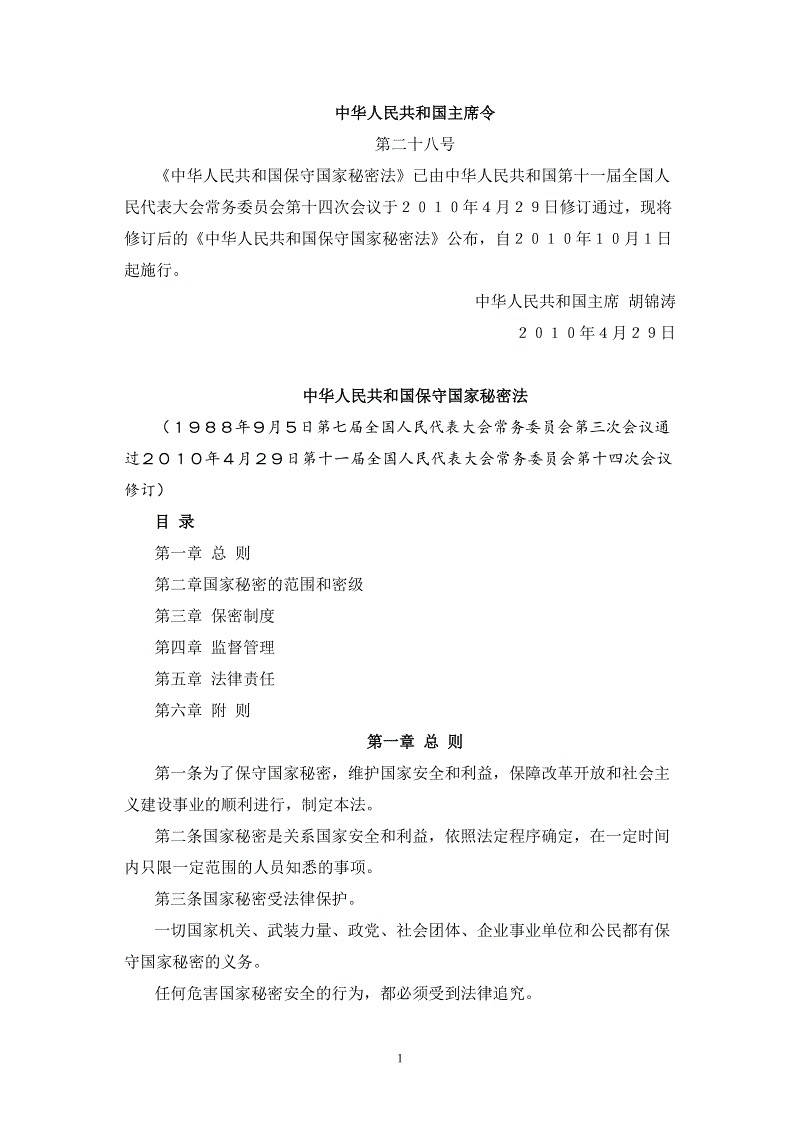 中华人民共和国主席令
第二十八号
《中华人民共和国保守国家秘密法》已由中华人民共和国第十一届全国人
民代表大会常务委员会第十四次会议于２０１０年４月２９日修订通过，现将
修订后的《中华人民共和国保守国家秘密法》公布，自２０１０年１０月１日
起施行。
中华人民共和国主席 胡锦涛
２０１０年４月２９日
中华人民共和国保守国家秘密法
（１９８８年９月５日第七届全国人民代表大会常务委员会第三次会议通
过２０１０年４月２９日第十一届全国人民代表大会常务委员会第十四次会议
修订）
目 录
第一章 总 则
第二章国家秘密的范围和密级
第三章 保密制度
第四章 监督管理
第五章 法律责任
第六章 附 则
第一章 总 则
第一条为了保守国家秘密，维护国家安全和利益，保障改革开放和社会主
义建设事业的顺利进行，制定本法。
第二条国家秘密是关系国家安全和利益，依照法定程序确定，在一定时间
内只限一定范围的人员知悉的事项。
第三条国家秘密受法律保护。
一切国家机关、武装力量、政党、社会团体、企业事业单位和公民都有保
守国家秘密的义务。
任何危害国家秘密安全的行为，都必须受到法律追究。
1